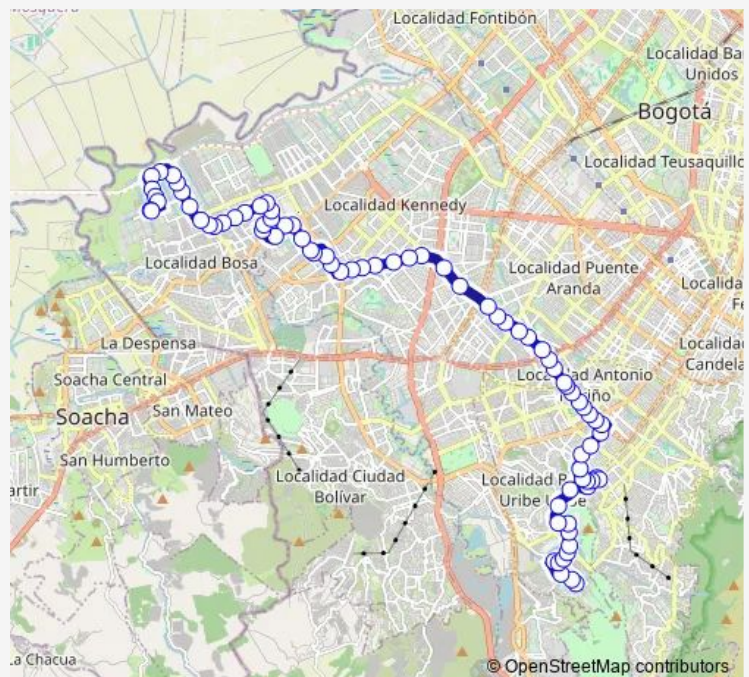 Localidad Fontibón
Localidad Ba
Unidos
Bogotá
Localidad Teusaquillo
Localidad Kennedy
Localidad Bosa
Localidad Puente
Aranda
Localida
Fe
La Despensa
Localidad
Candela
Soacha Central
Localidad Antonio
iño
Soacha
San Mateo
San Humberto
Localidad Ciudad
Bolívar
Localidad R
Uribe U be
artir
a Chacua
© OpenStreetMap contributors